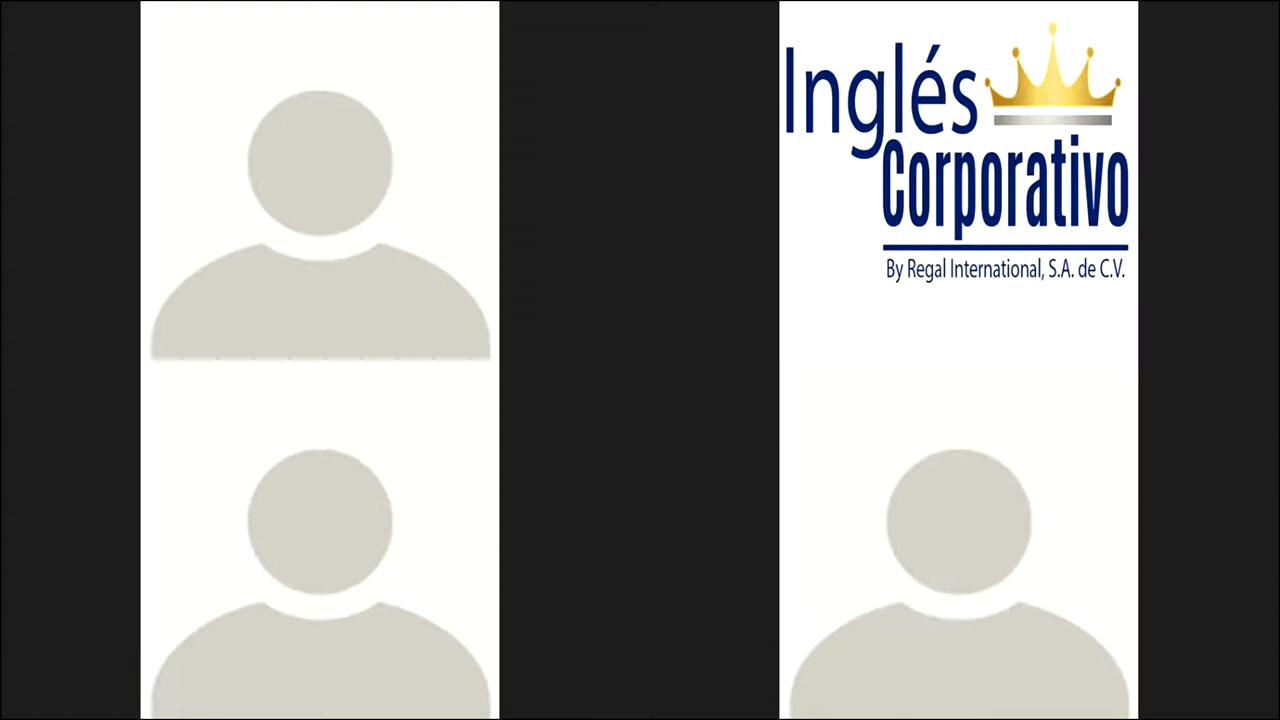 Inglés
Corporativo
By Regal International, S.A. de C.V.